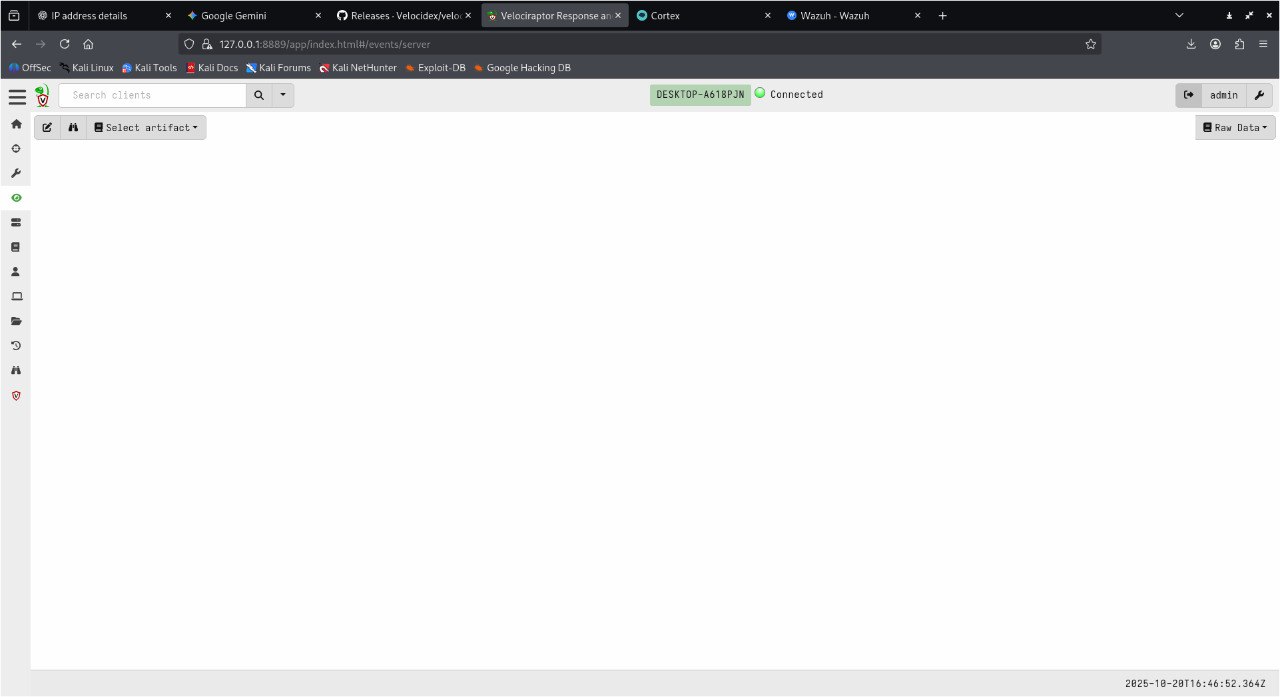 IP address details
Google Gemini
Releases · Velocidex/veloc
Velociraptor Response an
Cortex
Wazuh - Wazuh
127.0.0.1:8889/app/index.html#/events/server
OffSec Kali Linux Kali Tools Kali Docs Kali Forums Kali NetHunter Exploit-DB Google Hacking DB
Search clients
DESKTOP-A618PJN Connected
admin
Select artifact
Raw Data
2025-10-20T16:46:52.364Z